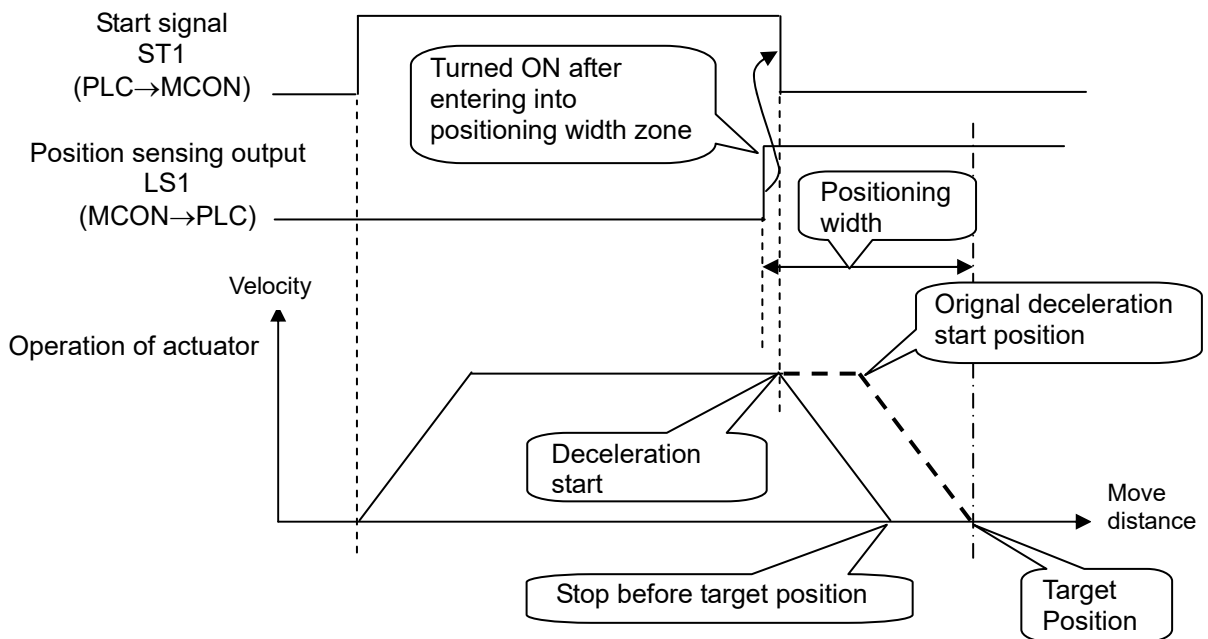 Start signal
ST1
(PLC→MCON)
Turned ON after
entering into
positioning width zone
Position sensing output
LS1
(MCON→PLC)
Positioning
width
Velocity
Orignal deceleration
start position
Operation of actuator
Deceleration
start
Move
distance
Stop before target position
Target
Position